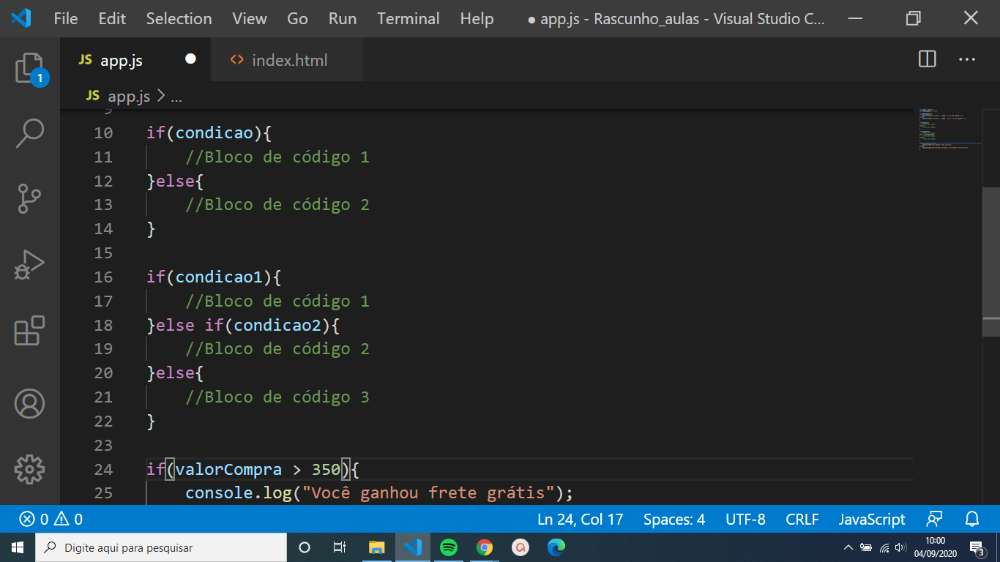 File Edit Selection View Go Run Terminal Help ● app.js - Rascunho_aulas - Visual Studio C...
JS app.js ● <> index.html ...
1
JS app.js > ...
9
10 if(condicao){
11 //Bloco de código 1
12 }else{
13 //Bloco de código 2
14 }
15
16 if(condicao1){
17 //Bloco de código 1
18 }else if(condicao2){
19 //Bloco de código 2
20 }else{
21 //Bloco de código 3
22 }
23
24 if(valorCompra > 350){
25 console.log("Você ganhou frete grátis");
0 0 Ln 24, Col 17 Spaces: 4 UTF-8 CRLF JavaScript
Digite aqui para pesquisar
10:00
04/09/2020
3